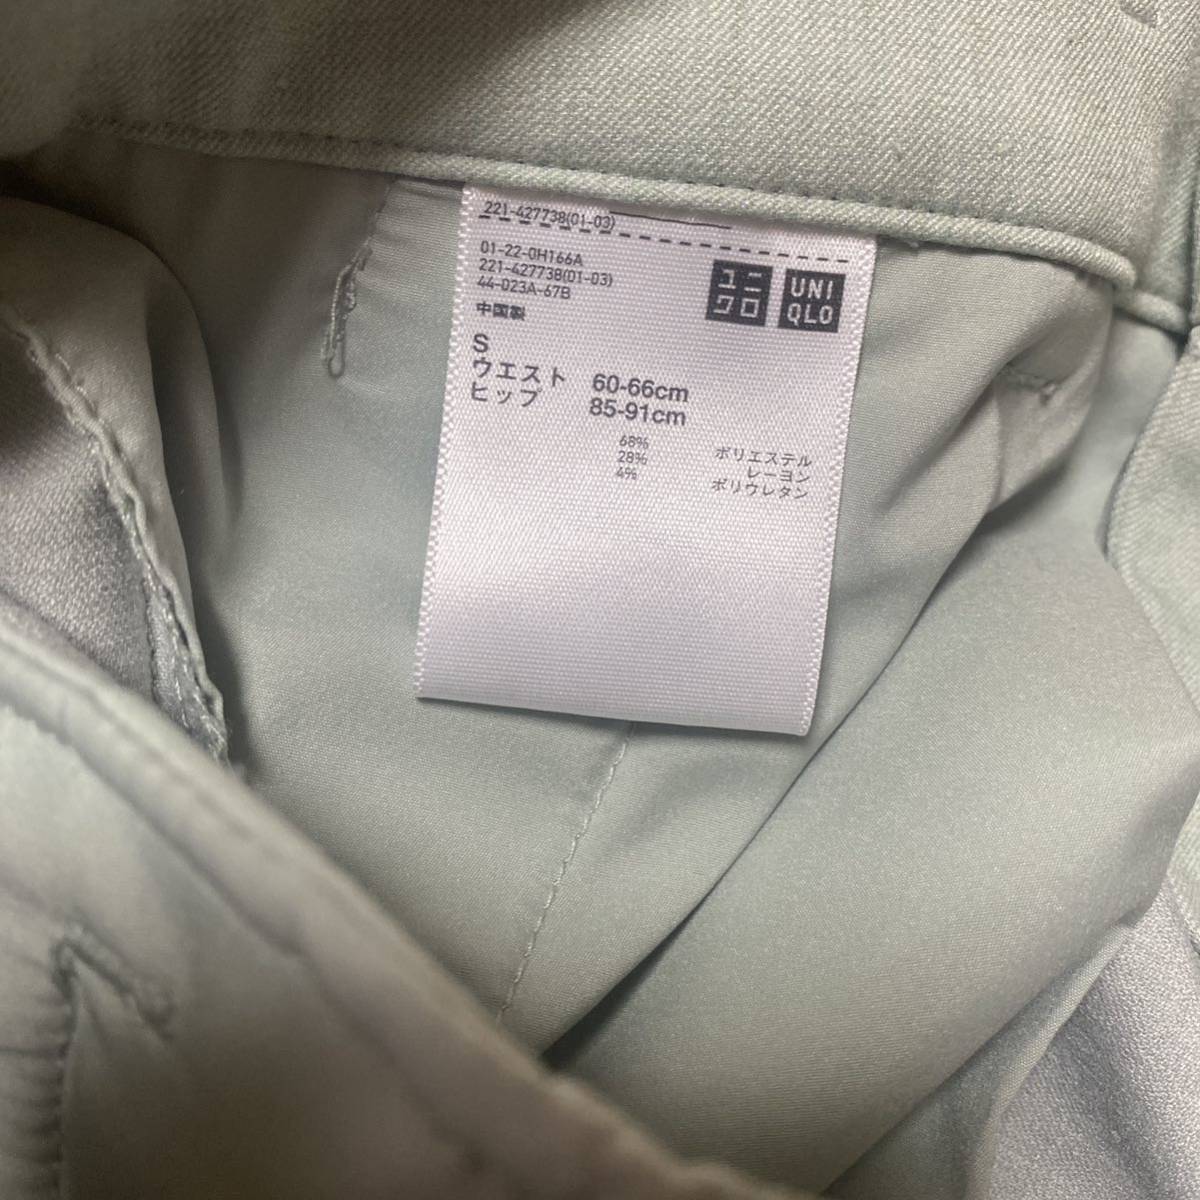 221-427738(01-03)
01-22-0H166A
221-427738(01-03)
44-023A-67B
中国製
ユニ
クロ
UNI
QLO
S
ウエスト 60-66cm
ヒップ 85-91cm
68% ポリエステル
28% レーヨン
4% ポリウレタン